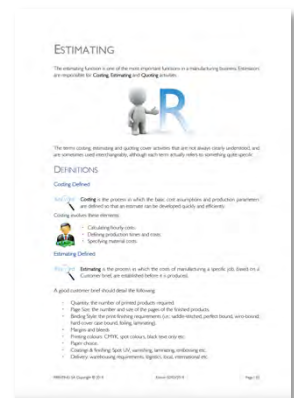 ESTIMATING
The estimating function is one of the most important functions in a manufacturing business. Estimators
are responsible for Costing, Estimating and Quoting activities.
R
The terms costing, estimating and quoting cover activities that are not always clearly understood, and
are sometimes used interchangeably, although each term actually refers to something quite specific.
DEFINITIONS
Costing Defined
Costing is the process in which the basic cost assumptions and production parameters
are defined so that an estimate can be developed quickly and efficiently.
Costing involves these elements:
Calculating hourly costs.
Defining production times and costs.
Specifying material costs.
Estimating Defined
Estimating is the process in which the costs of manufacturing a specific job, based on a
Customer brief, are established before it is produced.
A good customer brief should detail the following:
Quantity: the number of printed products required.
Page Size: the number and size of the pages of the finished products.
Binding Style: the print finishing requirements (i.e. saddle-stitched, perfect bound, wiro bound,
hard-cover case bound, foiling, laminating).
Margins and bleeds
Printing colours: CMYK, spot colours, black text only etc.
Paper choice.
Coatings & finishing: Spot UV, varnishing, laminating, embossing etc.
Delivery: warehousing requirements, logistics, local, international etc.
Copyright © 2014
Page